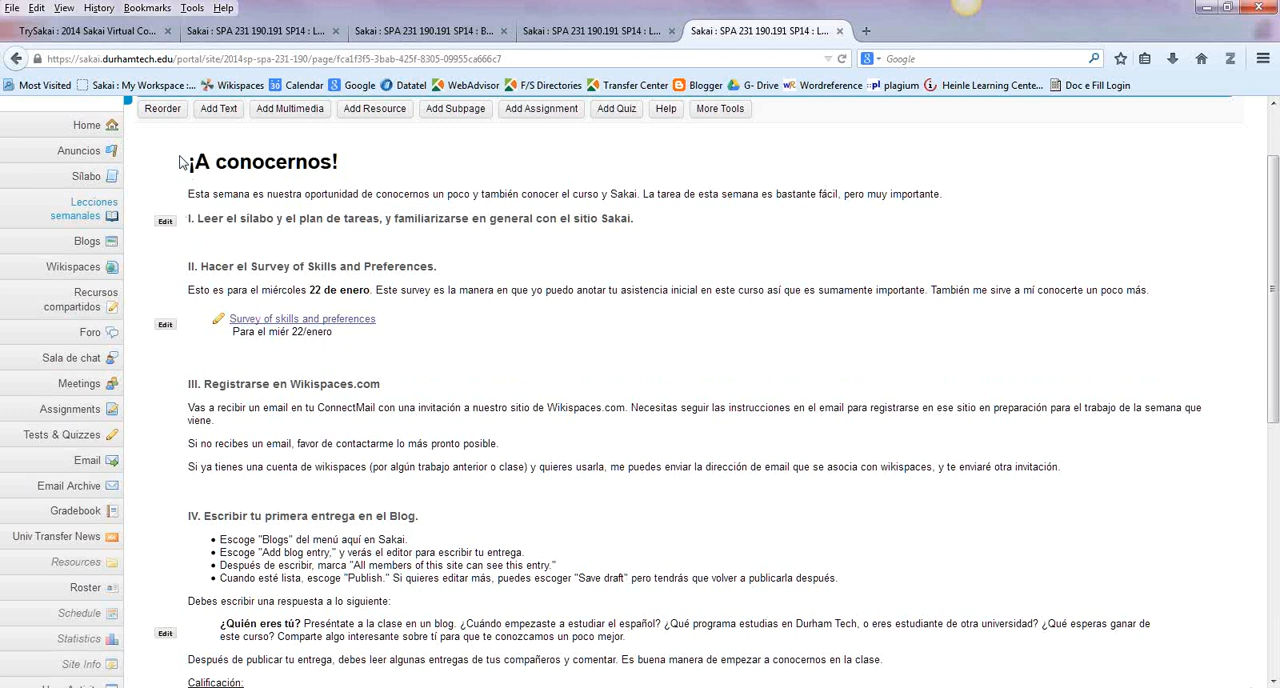 File Edit View History Bookmarks Tools Help
TrySakai : 2014 Sakai Virtual Co... × Sakai : SPA 231 190.191 SP14 : L... × Sakai : SPA 231 190.191 SP14 : B... × Sakai : SPA 231 190.191 SP14 : L... × Sakai : SPA 231 190.191 SP14 : L... × +
https://sakai.durhamtech.edu/portal/site/2014sp-spa-231-190/page/fca1f3f5-3bab-425f-8305-09955ca666c7 Google
Most Visited Sakai : My Workspace :... Wikispaces 30 Calendar Google Datatel WebAdvisor F/S Directories Transfer Center Blogger G- Drive Wordreference plagium Heinle Learning Cente... Doc e Fill Login
Reorder Add Text Add Multimedia Add Resource Add Subpage Add Assignment Add Quiz Help More Tools
Home
Anuncios
Sílabo
Lecciones
semanales
Blogs
Wikispaces
Recursos
compartidos
Foro
Sala de chat
Meetings
Assignments
Tests & Quizzes
Email
Email Archive
Gradebook
Univ Transfer News
Resources
Roster
Schedule
Statistics
Site Info
¡A conocernos!
Esta semana es nuestra oportunidad de conocernos un poco y también conocer el curso y Sakai. La tarea de esta semana es bastante fácil, pero muy importante.
Edit I. Leer el sílabo y el plan de tareas, y familiarizarse en general con el sitio Sakai.
II. Hacer el Survey of Skills and Preferences.
Esto es para el miércoles 22 de enero. Este survey es la manera en que yo puedo anotar tu asistencia inicial en este curso así que es sumamente importante. También me sirve a mí conocerte un poco más.
Edit Survey of skills and preferences
Para el miér 22/enero
III. Registrarse en Wikispaces.com
Vas a recibir un email en tu ConnectMail con una invitación a nuestro sitio de Wikispaces.com. Necesitas seguir las instrucciones en el email para registrarse en ese sitio en preparación para el trabajo de la semana que
viene.
Si no recibes un email, favor de contactarme lo más pronto posible.
Si ya tienes una cuenta de wikispaces (por algún trabajo anterior o clase) y quieres usarla, me puedes enviar la dirección de email que se asocia con wikispaces, y te enviaré otra invitación.
IV. Escribir tu primera entrega en el Blog.
• Escoge "Blogs" del menú aquí en Sakai.
• Escoge "Add blog entry," y verás el editor para escribir tu entrega.
• Después de escribir, marca "All members of this site can see this entry."
• Cuando esté lista, escoge "Publish." Si quieres editar más, puedes escoger "Save draft" pero tendrás que volver a publicarla después.
Debes escribir una respuesta a lo siguiente:
¿Quién eres tú? Preséntate a la clase en un blog. ¿Cuándo empezaste a estudiar el español? ¿Qué programa estudias en Durham Tech, o eres estudiante de otra universidad? ¿Qué esperas ganar de
Edit este curso? Comparte algo interesante sobre tí para que te conozcamos un poco mejor.
Después de publicar tu entrega, debes leer algunas entregas de tus compañeros y comentar. Es buena manera de empezar a conocernos en la clase.
Calificación: